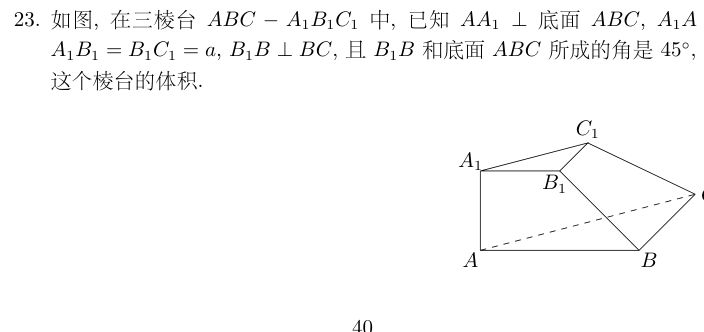 23. 如图, 在三棱台 ABC − A₁B₁C₁ 中, 已知 AA₁ ⊥ 底面 ABC, A₁A
A₁B₁ = B₁C₁ = a, B₁B ⊥ BC, 且 B₁B 和底面 ABC 所成的角是 45°,
这个棱台的体积.
C₁
A₁
B₁
A
B
40